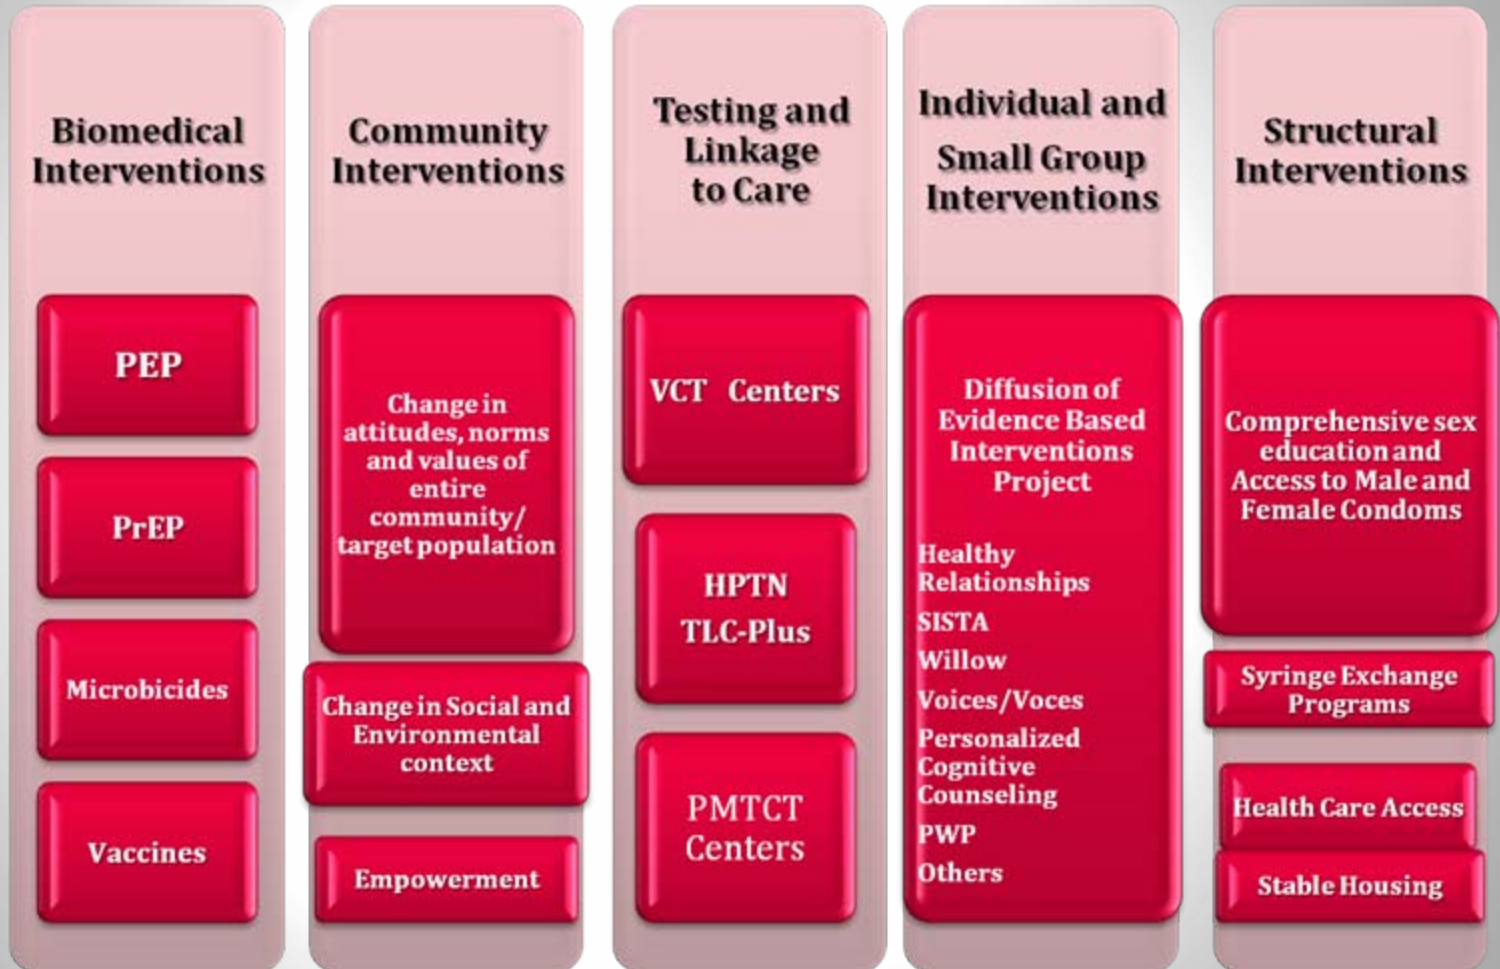 Biomedical
Interventions
PEP
PrEP
Microbicides
Vaccines
Community
Interventions
Change in
attitudes, norms
and values of
entire
community/
target population
Change in Social and
Environmental
context
Empowerment
Testing and
Linkage
to Care
VCT Centers
HPTN
TLC-Plus
PMTCT
Centers
Individual and
Small Group
Interventions
Diffusion of
Evidence Based
Interventions
Project
Healthy
Relationships
SISTA
Willow
Voices/Voces
Personalized
Cognitive
Counseling
PWP
Others
Structural
Interventions
Comprehensive sex
education and
Access to Male and
Female Condoms
Syringe Exchange
Programs
Health Care Access
Stable Housing